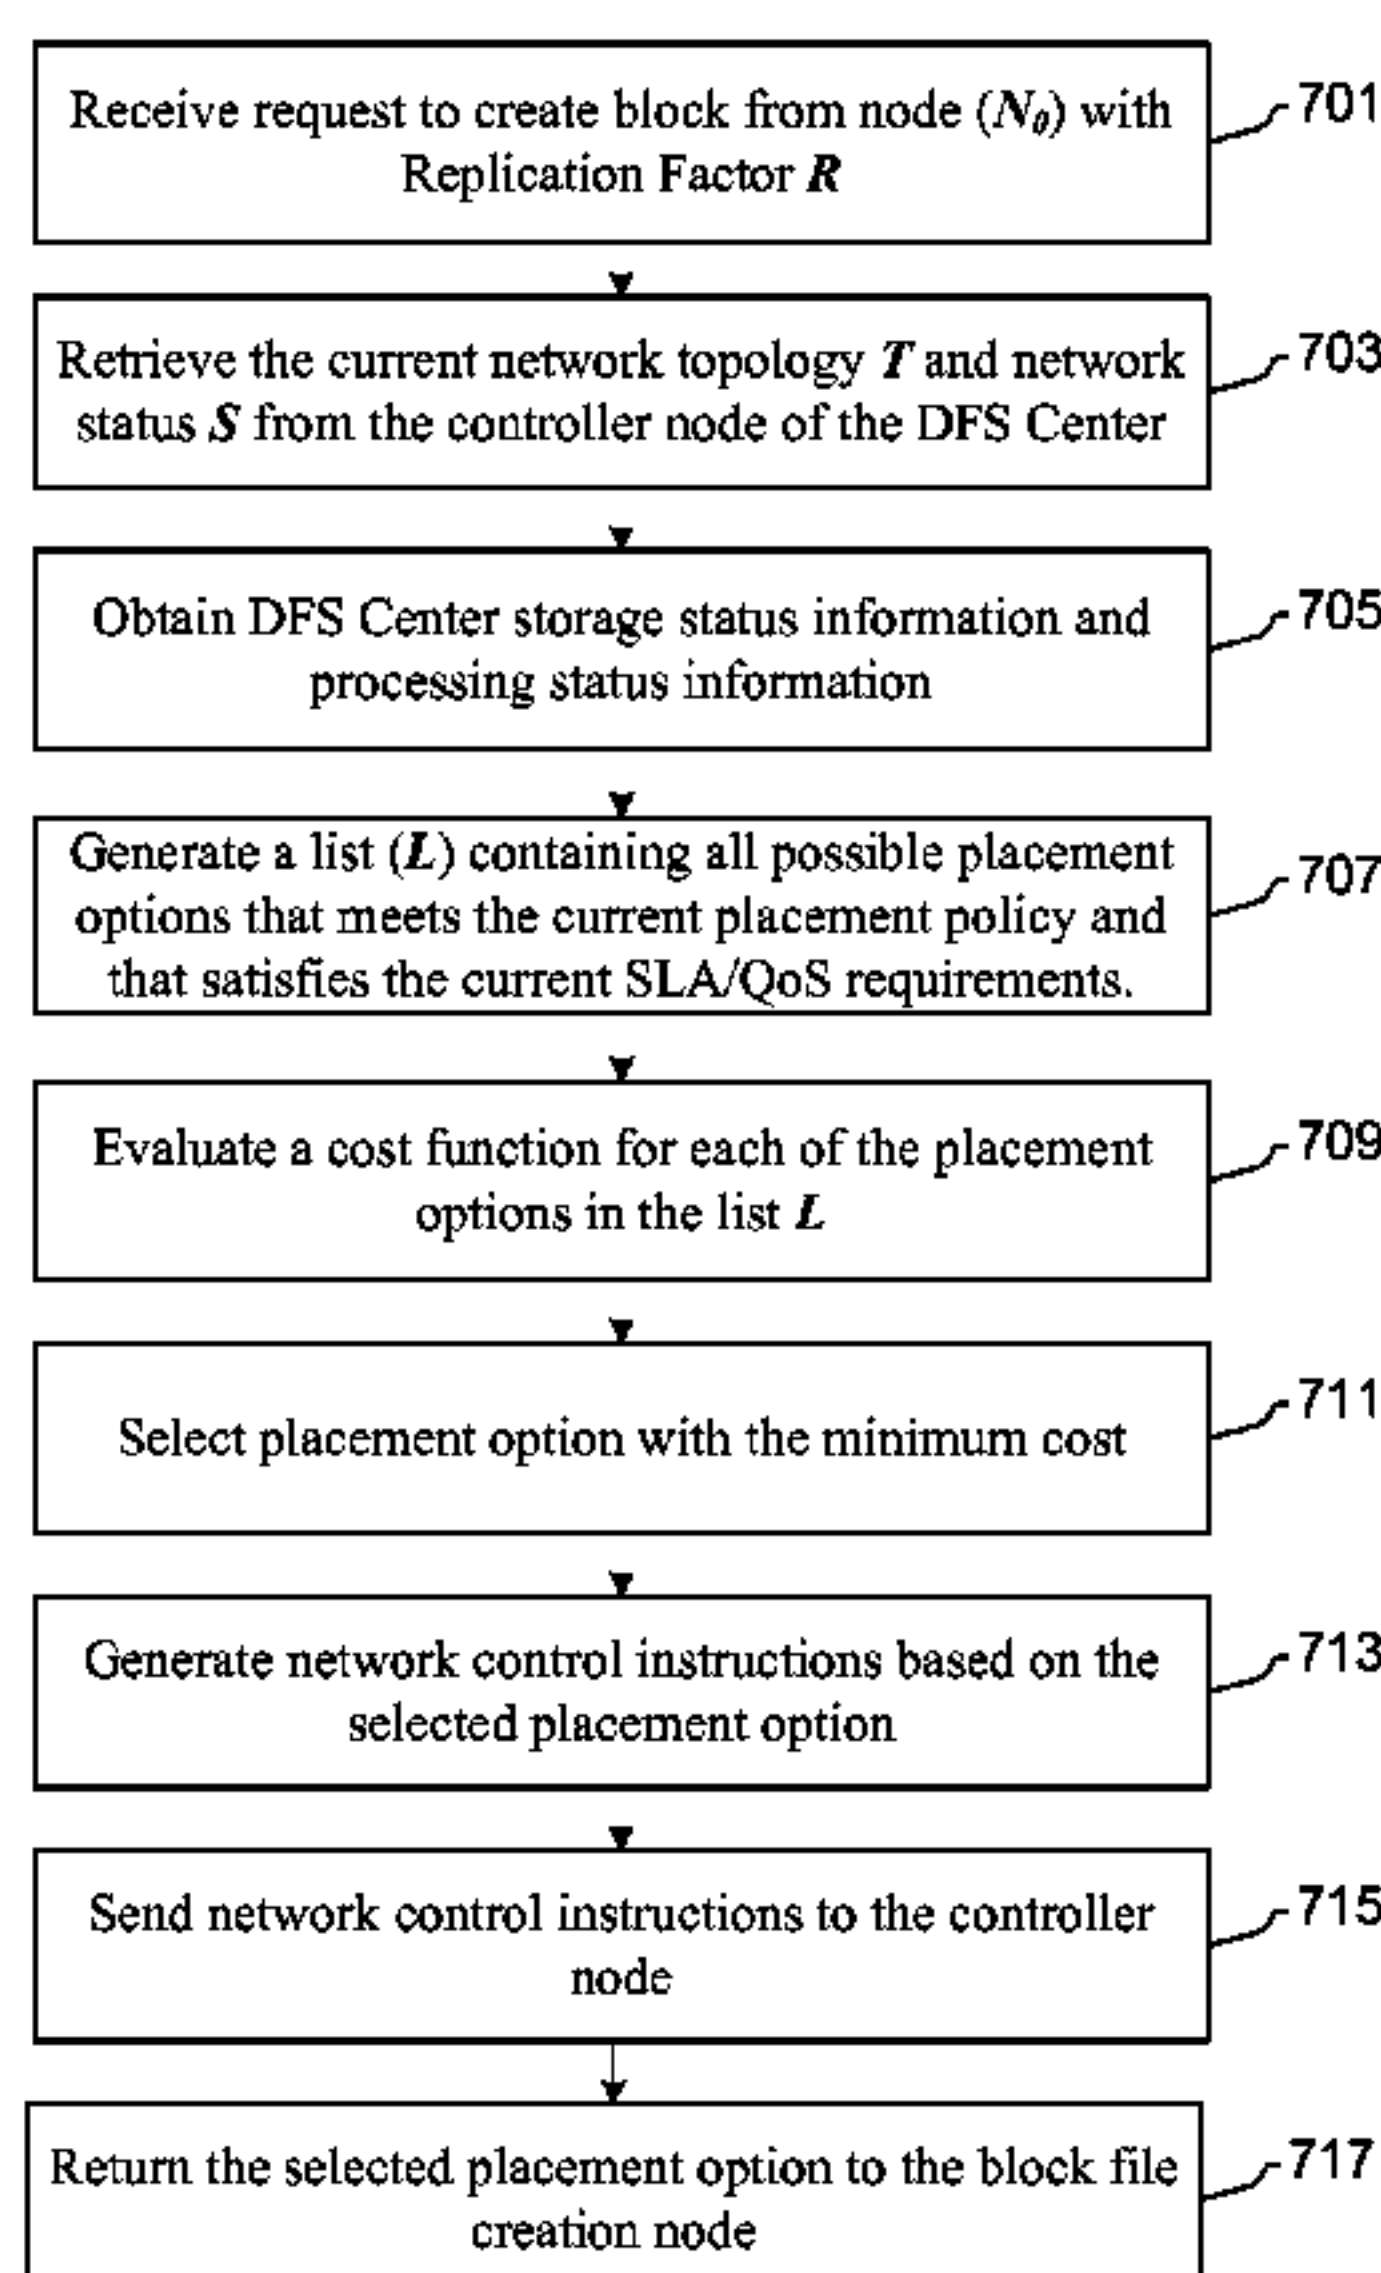 Receive request to create block from node (N0) with
Replication Factor R
701
Retrieve the current network topology T and network
status S from the controller node of the DFS Center
703
Obtain DFS Center storage status information and
processing status information
705
Generate a list (L) containing all possible placement
options that meets the current placement policy and
that satisfies the current SLA/QoS requirements.
707
Evaluate a cost function for each of the placement
options in the list L
709
Select placement option with the minimum cost
711
Generate network control instructions based on the
selected placement option
713
Send network control instructions to the controller
node
715
Return the selected placement option to the block file
creation node
717